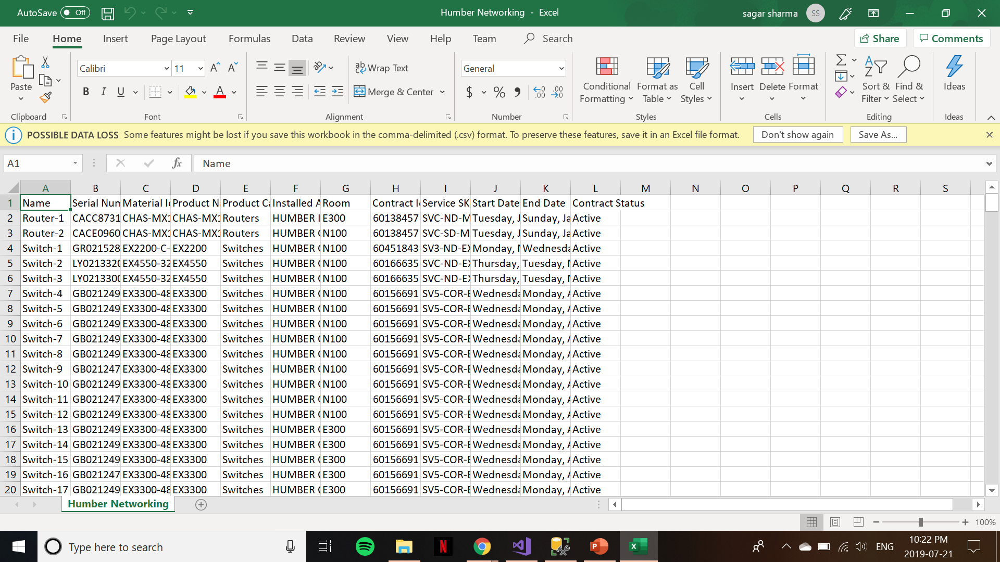 AutoSave Off Humber Networking - Excel sagar sharma SS
File Home Insert Page Layout Formulas Data Review View Help Team Search Share Comments
Paste Calibri 11 Wrap Text General Conditional Formatting Format as Table Cell Styles Insert Delete Format Sort & Filter Find & Select Ideas
B I U Merge & Center $ %
Clipboard Font Alignment Number Styles Cells Editing Ideas
POSSIBLE DATA LOSS Some features might be lost if you save this workbook in the comma-delimited (.csv) format. To preserve these features, save it in an Excel file format. Don't show again Save As...
A1 fx Name
A B C D E F G H I J K L M N O P Q R S
1 Name Serial Num Material Id Product Na Product Ca Installed A Room Contract Id Service SK Start Date End Date Contract Status
2 Router-1 CACC8731 CHAS-MX1 CHAS-MX1 Routers HUMBER E300 60138457 SVC-ND-M Tuesday, J Sunday, Ja Active
3 Router-2 CACE0960 CHAS-MX1 CHAS-MX1 Routers HUMBER C N100 60138457 SVC-SD-M Tuesday, J Sunday, Ja Active
4 Switch-1 GR021528 EX2200-C- EX2200 Switches HUMBER C N100 60451843 SV3-ND-EX Monday, M Wednesda Active
5 Switch-2 LY0213320 EX4550-32 EX4550 Switches HUMBER C N100 60166635 SVC-ND-EX Thursday, Tuesday, M Active
6 Switch-3 LY0213300 EX4550-32 EX4550 Switches HUMBER C N100 60166635 SVC-ND-EX Thursday, Tuesday, M Active
7 Switch-4 GB021249 EX3300-48 EX3300 Switches HUMBER C N100 60156691 SV5-COR-E Wednesda Monday, A Active
8 Switch-5 GB021249 EX3300-48 EX3300 Switches HUMBER C N100 60156691 SV5-COR-E Wednesda Monday, A Active
9 Switch-6 GB021249 EX3300-48 EX3300 Switches HUMBER C N100 60156691 SV5-COR-E Wednesda Monday, A Active
10 Switch-7 GB021249 EX3300-48 EX3300 Switches HUMBER C N100 60156691 SV5-COR-E Wednesda Monday, A Active
11 Switch-8 GB021249 EX3300-48 EX3300 Switches HUMBER C N100 60156691 SV5-COR-E Wednesda Monday, A Active
12 Switch-9 GB021247 EX3300-48 EX3300 Switches HUMBER C N100 60156691 SV5-COR-E Wednesda Monday, A Active
13 Switch-10 GB021249 EX3300-48 EX3300 Switches HUMBER C N100 60156691 SV5-COR-E Wednesda Monday, A Active
14 Switch-11 GB021247 EX3300-48 EX3300 Switches HUMBER C N100 60156691 SV5-COR-E Wednesda Monday, A Active
15 Switch-12 GB021249 EX3300-48 EX3300 Switches HUMBER C N100 60156691 SV5-COR-E Wednesda Monday, A Active
16 Switch-13 GB021249 EX3300-48 EX3300 Switches HUMBER C E300 60156691 SV5-COR-E Wednesda Monday, A Active
17 Switch-14 GB021249 EX3300-48 EX3300 Switches HUMBER C E300 60156691 SV5-COR-E Wednesda Monday, A Active
18 Switch-15 GB021249 EX3300-48 EX3300 Switches HUMBER C E300 60156691 SV5-COR-E Wednesda Monday, A Active
19 Switch-16 GB021247 EX3300-48 EX3300 Switches HUMBER C E300 60156691 SV5-COR-E Wednesda Monday, A Active
20 Switch-17 GB021249 EX3300-48 EX3300 Switches HUMBER C E300 60156691 SV5-COR-E Wednesda Monday, A Active
Humber Networking
100%
Type here to search ENG 10:22 PM
2019-07-21